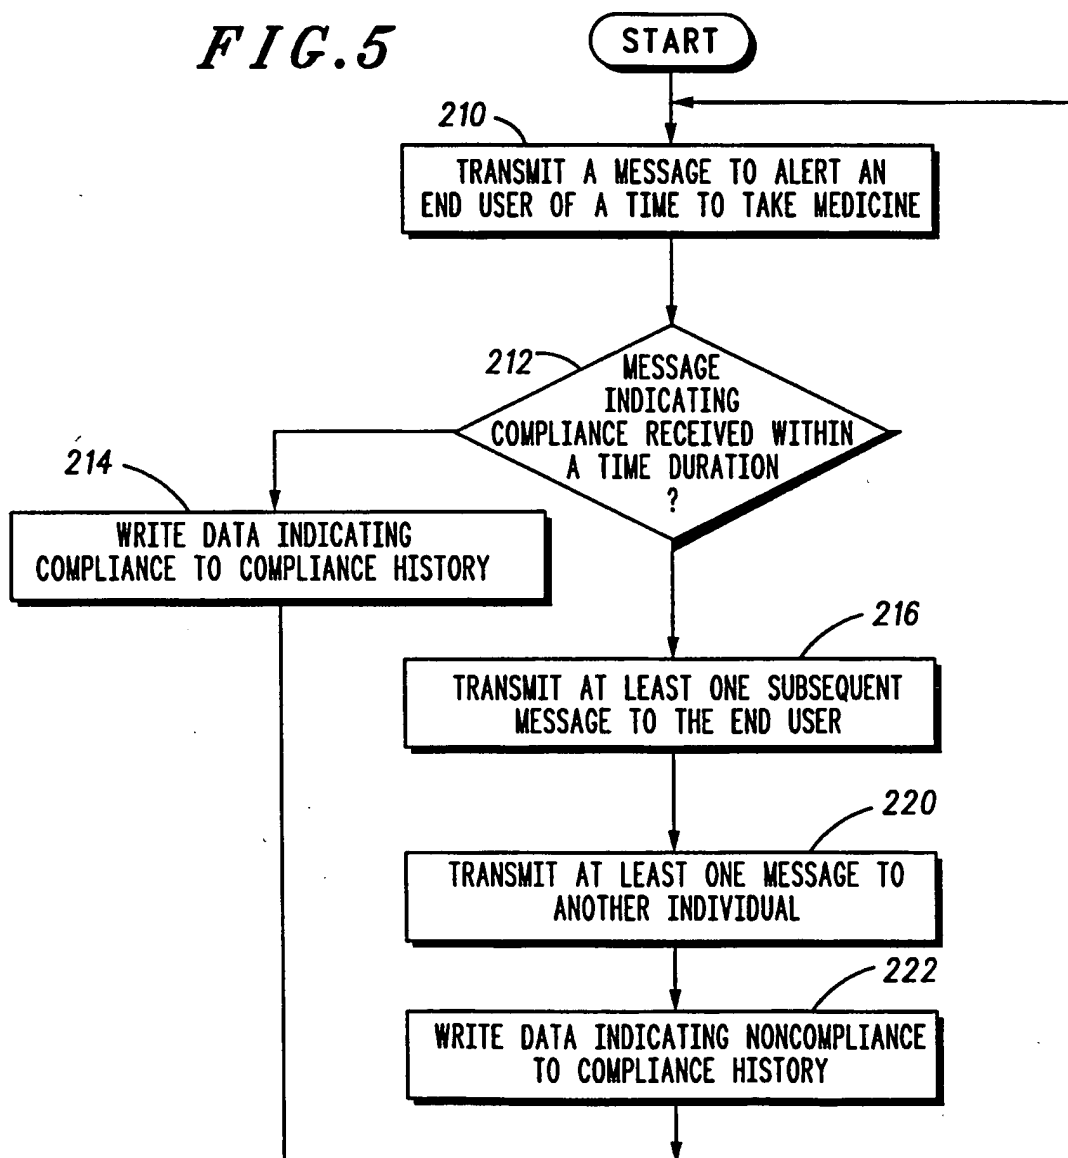 FIG.5
START
210
TRANSMIT A MESSAGE TO ALERT AN
END USER OF A TIME TO TAKE MEDICINE
212
MESSAGE
INDICATING
COMPLIANCE RECEIVED WITHIN
A TIME DURATION
?
214
WRITE DATA INDICATING
COMPLIANCE TO COMPLIANCE HISTORY
216
TRANSMIT AT LEAST ONE SUBSEQUENT
MESSAGE TO THE END USER
220
TRANSMIT AT LEAST ONE MESSAGE TO
ANOTHER INDIVIDUAL
222
WRITE DATA INDICATING NONCOMPLIANCE
TO COMPLIANCE HISTORY